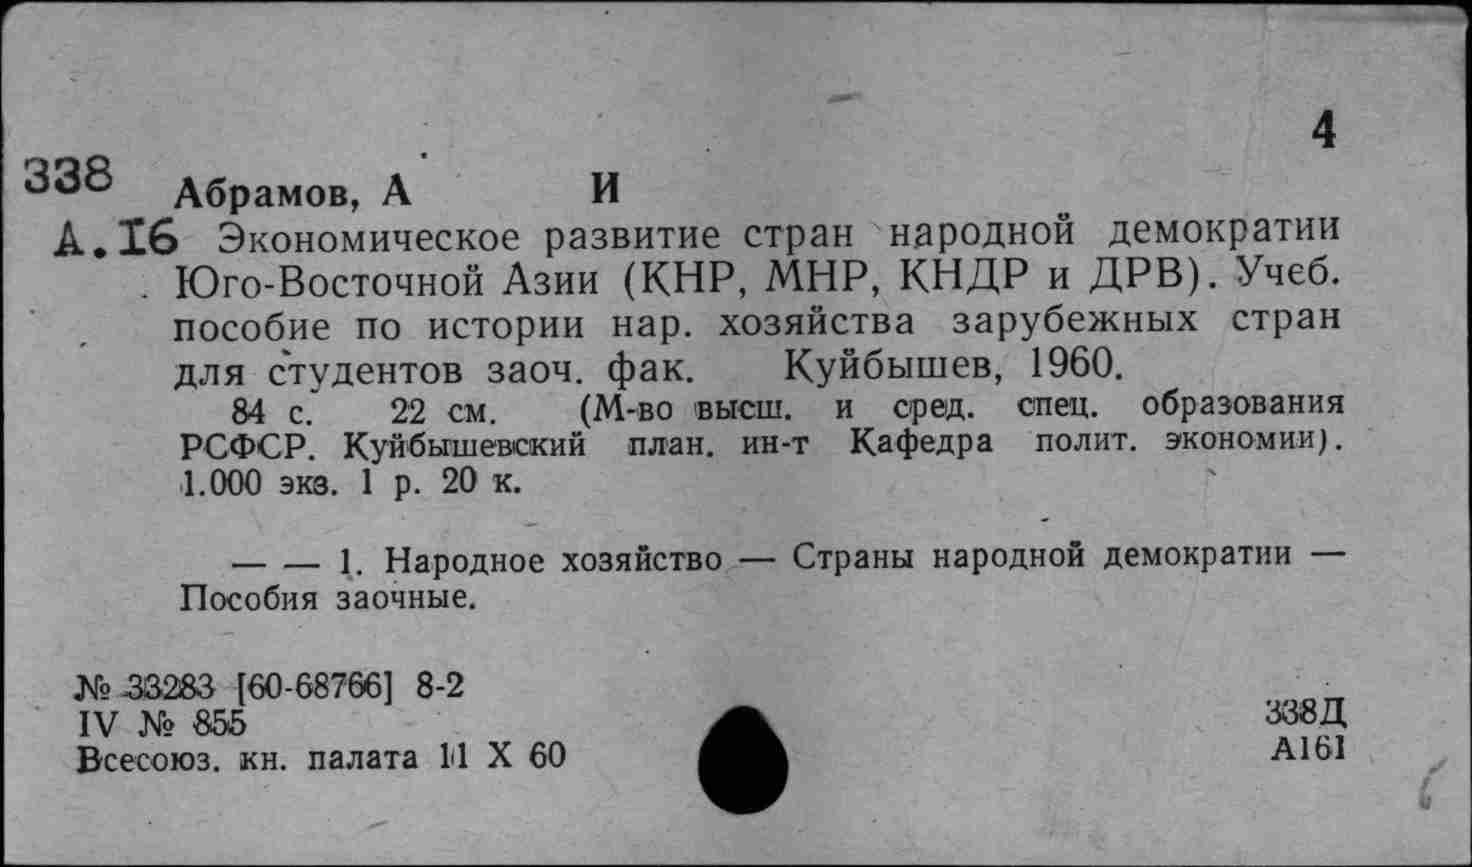 4
338 Абрамов, А И
А.I6 Экономическое развитие стран народной демократии
Юго-Восточной Азии (КНР, МНР, КНДР и ДРВ). Учеб.
пособие по истории нар. хозяйства зарубежных стран
для студентов заоч. фак. Куйбышев, 1960.
84 с. 22 см. (М-во высш. и сред. спец. образования
РСФСР. Куйбышевский план. ин-т Кафедра полит. экономии).
1.000 экз. 1 р. 20 к.
— — 1. Народное хозяйство — Страны народной демократии —
Пособия заочные.
№ 33283 [60-68766] 8-2
IV № 855
Всесоюз. кн. палата 11 X 60
338Д
А161